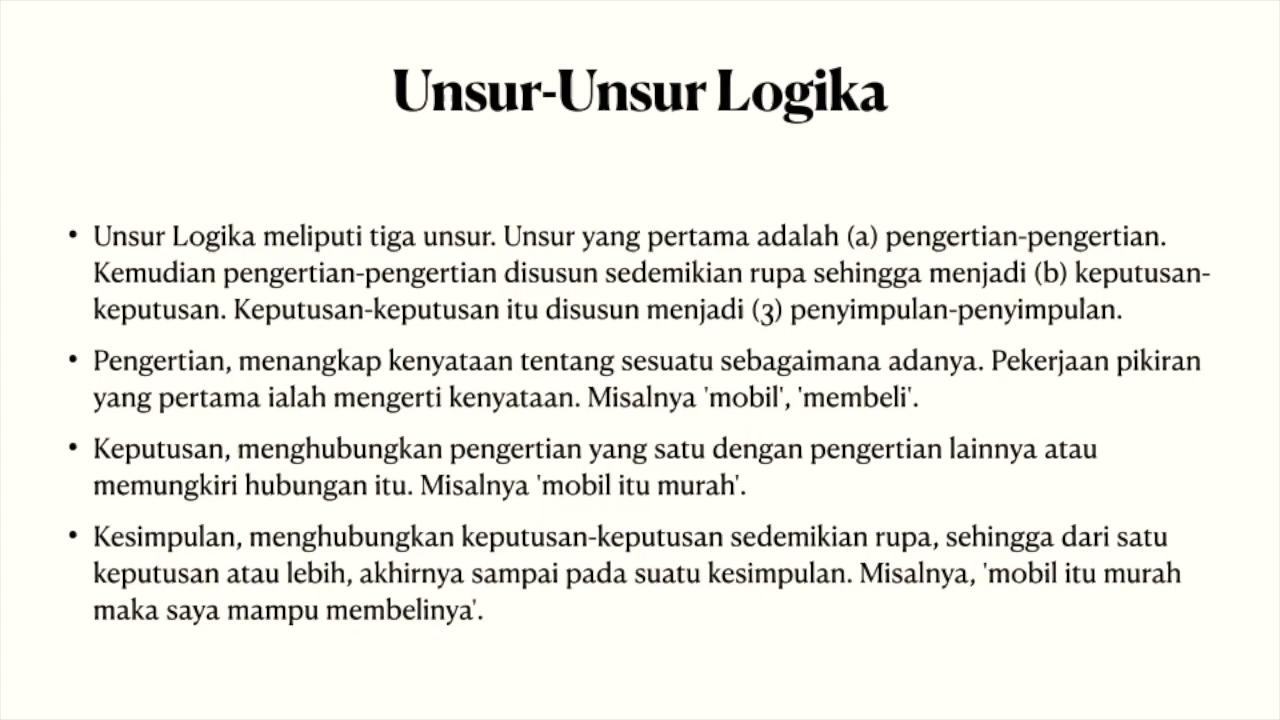 Unsur-Unsur Logika
• Unsur Logika meliputi tiga unsur. Unsur yang pertama adalah (a) pengertian-pengertian.
Kemudian pengertian-pengertian disusun sedemikian rupa sehingga menjadi (b) keputusan-
keputusan. Keputusan-keputusan itu disusun menjadi (3) penyimpulan-penyimpulan.
• Pengertian, menangkap kenyataan tentang sesuatu sebagaimana adanya. Pekerjaan pikiran
yang pertama ialah mengerti kenyataan. Misalnya 'mobil', 'membeli'.
• Keputusan, menghubungkan pengertian yang satu dengan pengertian lainnya atau
memungkiri hubungan itu. Misalnya 'mobil itu murah'.
• Kesimpulan, menghubungkan keputusan-keputusan sedemikian rupa, sehingga dari satu
keputusan atau lebih, akhirnya sampai pada suatu kesimpulan. Misalnya, 'mobil itu murah
maka saya mampu membelinya'.